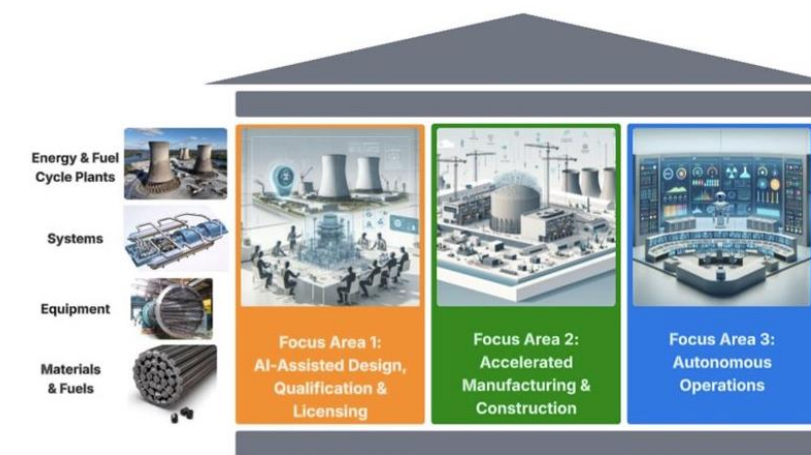 Energy & Fuel
Cycle Plants
Systems
Equipment
Materials
& Fuels
Focus Area 1:
AI-Assisted Design,
Qualification &
Licensing
Focus Area 2:
Accelerated
Manufacturing &
Construction
Focus Area 3:
Autonomous
Operations